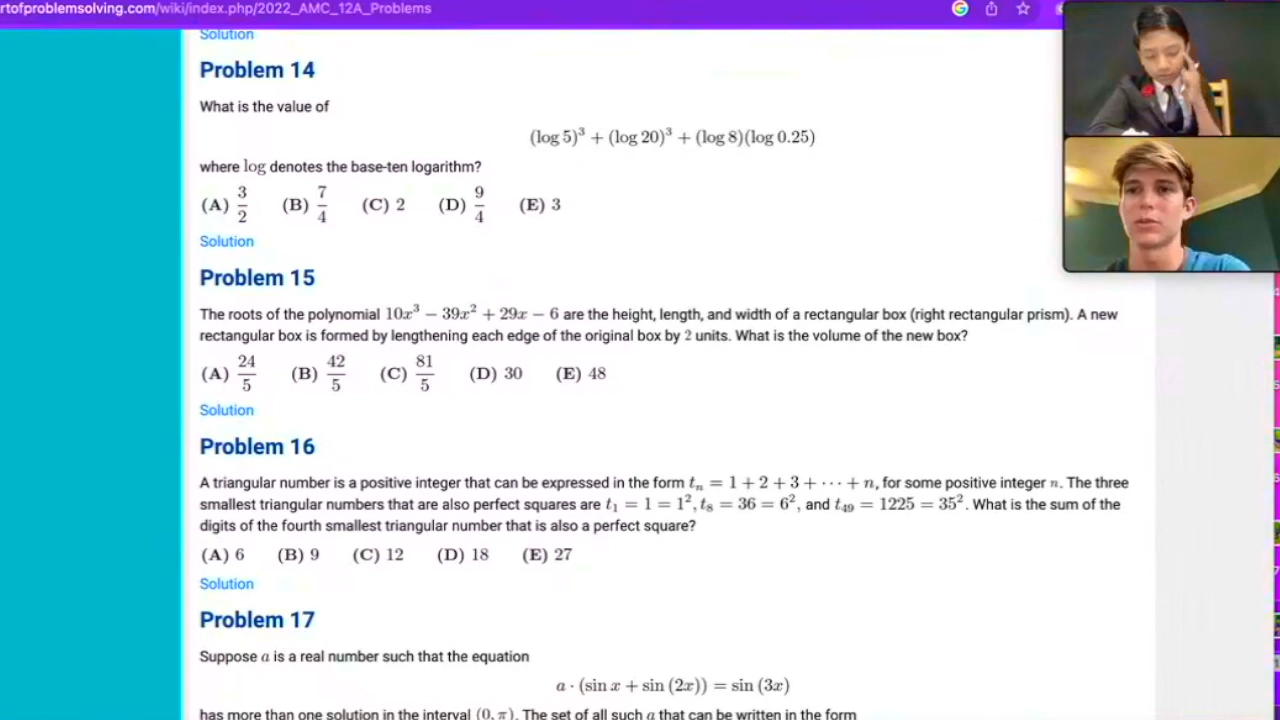 rtofproblemsolving.com/wiki/index.php/2022_AMC_12A_Problems
Solution
Problem 14
What is the value of
(log 5)³ + (log 20)³ + (log 8)(log 0.25)
where log denotes the base-ten logarithm?
(A) 3/2 (B) 7/4 (C) 2 (D) 9/4 (E) 3
Solution
Problem 15
The roots of the polynomial 10x³ − 39x² + 29x − 6 are the height, length, and width of a rectangular box (right rectangular prism). A new
rectangular box is formed by lengthening each edge of the original box by 2 units. What is the volume of the new box?
(A) 24/5 (B) 42/5 (C) 81/5 (D) 30 (E) 48
Solution
Problem 16
A triangular number is a positive integer that can be expressed in the form tₙ = 1 + 2 + 3 + ⋯ + n, for some positive integer n. The three
smallest triangular numbers that are also perfect squares are t₁ = 1 = 1², t₈ = 36 = 6², and t₄₉ = 1225 = 35². What is the sum of the
digits of the fourth smallest triangular number that is also a perfect square?
(A) 6 (B) 9 (C) 12 (D) 18 (E) 27
Solution
Problem 17
Suppose a is a real number such that the equation
a · (sin x + sin (2x)) = sin (3x)
has more than one solution in the interval (0, π). The set of all such a that can be written in the form